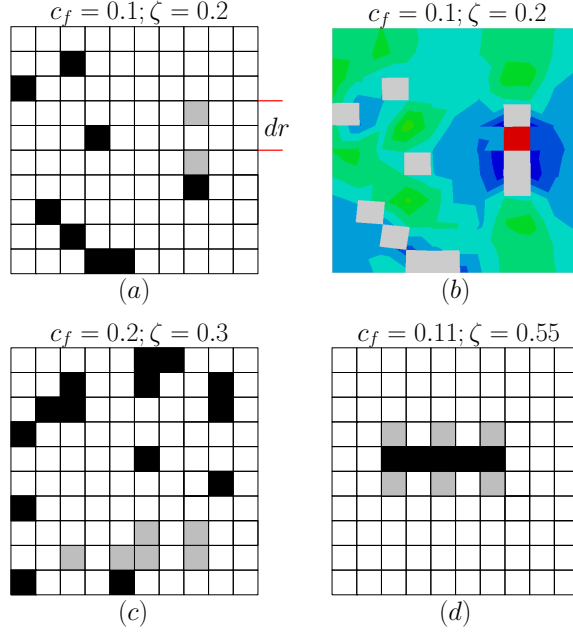 c_f = 0.1; ζ = 0.2
c_f = 0.1; ζ = 0.2
dr
(a)
(b)
c_f = 0.2; ζ = 0.3
c_f = 0.11; ζ = 0.55
(c)
(d)